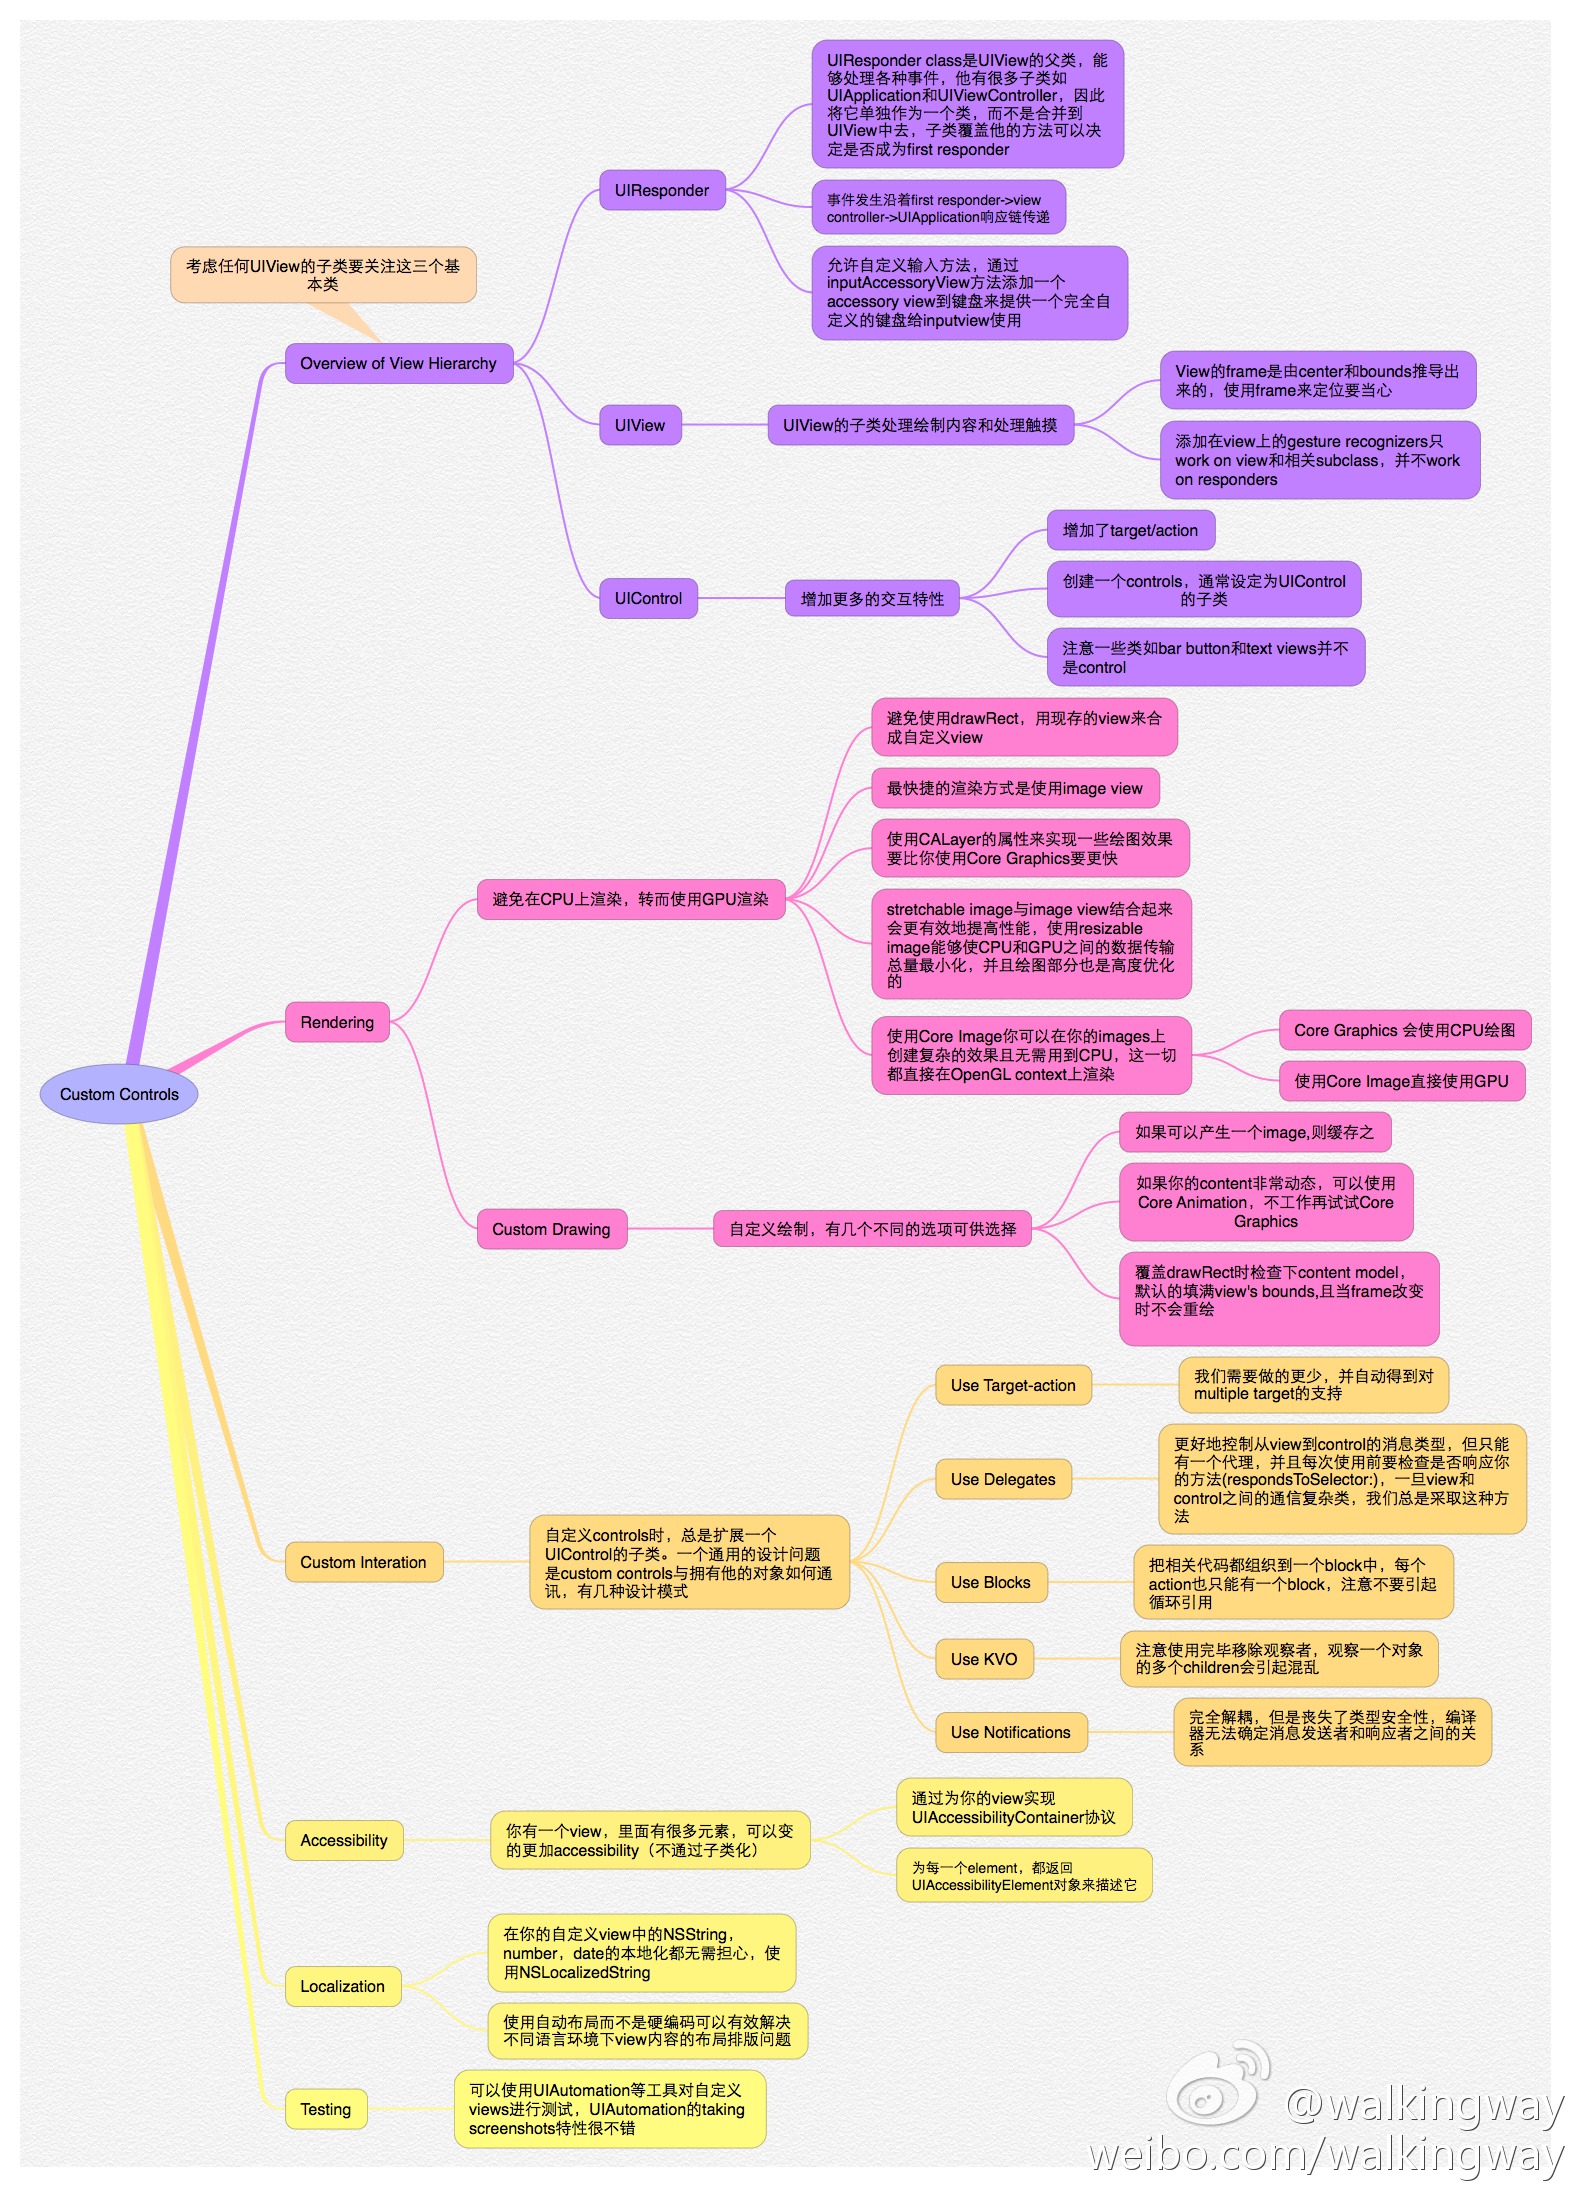 UIResponder class是UIView的父类，能
够处理各种事件，他有很多子类如
UIApplication和UIViewController，因此
将它单独作为一个类，而不是合并到
UIView中去，子类覆盖他的方法可以决
定是否成为first responder
UIResponder
事件发生沿着first responder->view
controller->UIApplication响应链传递
允许自定义输入方法，通过
inputAccessoryView方法添加一个
accessory view到键盘来提供一个完全自
定义的键盘给inputview使用
考虑任何UIView的子类要关注这三个基
本类
Overview of View Hierarchy
UIView
UIView的子类处理绘制内容和处理触摸
View的frame是由center和bounds推导出
来的，使用frame来定位要当心
添加在view上的gesture recognizers只
work on view和相关subclass，并不work
on responders
UIControl
增加更多的交互特性
增加了target/action
创建一个controls，通常设定为UIControl
的子类
注意一些类如bar button和text views并不
是control
避免使用drawRect，用现存的view来合
成自定义view
最快捷的渲染方式是使用image view
使用CALayer的属性来实现一些绘图效果
要比你使用Core Graphics要更快
避免在CPU上渲染，转而使用GPU渲染
stretchable image与image view结合起来
会更有效地提高性能，使用resizable
image能够使CPU和GPU之间的数据传输
总量最小化，并且绘图部分也是高度优化
的
Rendering
使用Core Image你可以在你的images上
创建复杂的效果且无需用到CPU，这一切
都直接在OpenGL context上渲染
Core Graphics 会使用CPU绘图
使用Core Image直接使用GPU
Custom Controls
Custom Drawing
自定义绘制，有几个不同的选项可供选择
如果可以产生一个image,则缓存之
如果你的content非常动态，可以使用
Core Animation，不工作再试试Core
Graphics
覆盖drawRect时检查下content model，
默认的填满view's bounds,且当frame改变
时不会重绘
Custom Interation
自定义controls时，总是扩展一个
UIControl的子类。一个通用的设计问题
是custom controls与拥有他的对象如何通
讯，有几种设计模式
Use Target-action
我们需要做的更少，并自动得到对
multiple target的支持
Use Delegates
更好地控制从view到control的消息类型，但只能
有一个代理，并且每次使用前要检查是否响应你
的方法(respondsToSelector:)，一旦view和
control之间的通信复杂类，我们总是采取这种方
法
Use Blocks
把相关代码都组织到一个block中，每个
action也只能有一个block，注意不要引起
循环引用
Use KVO
注意使用完毕移除观察者，观察一个对象
的多个children会引起混乱
Use Notifications
完全解耦，但是丧失了类型安全性，编译
器无法确定消息发送者和响应者之间的关
系
Accessibility
你有一个view，里面有很多元素，可以变
的更加accessibility（不通过子类化）
通过为你的view实现
UIAccessibilityContainer协议
为每一个element，都返回
UIAccessibilityElement对象来描述它
Localization
在你的自定义view中的NSString，
number，date的本地化都无需担心，使
用NSLocalizedString
使用自动布局而不是硬编码可以有效解决
不同语言环境下view内容的布局排版问题
Testing
可以使用UIAutomation等工具对自定义
views进行测试，UIAutomation的taking
screenshots特性很不错
@walkingway
weibo.com/walkingway